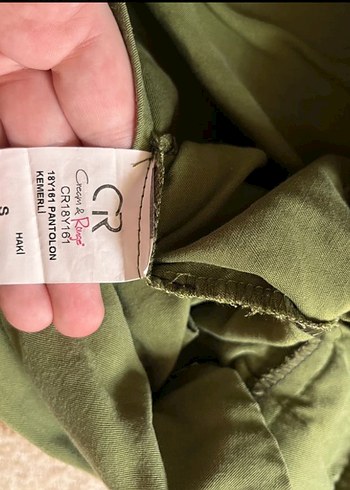 CR
Cream & Rouge
CR18Y161
18Y161 PANTOLON
KEMERLİ
HAKİ
S